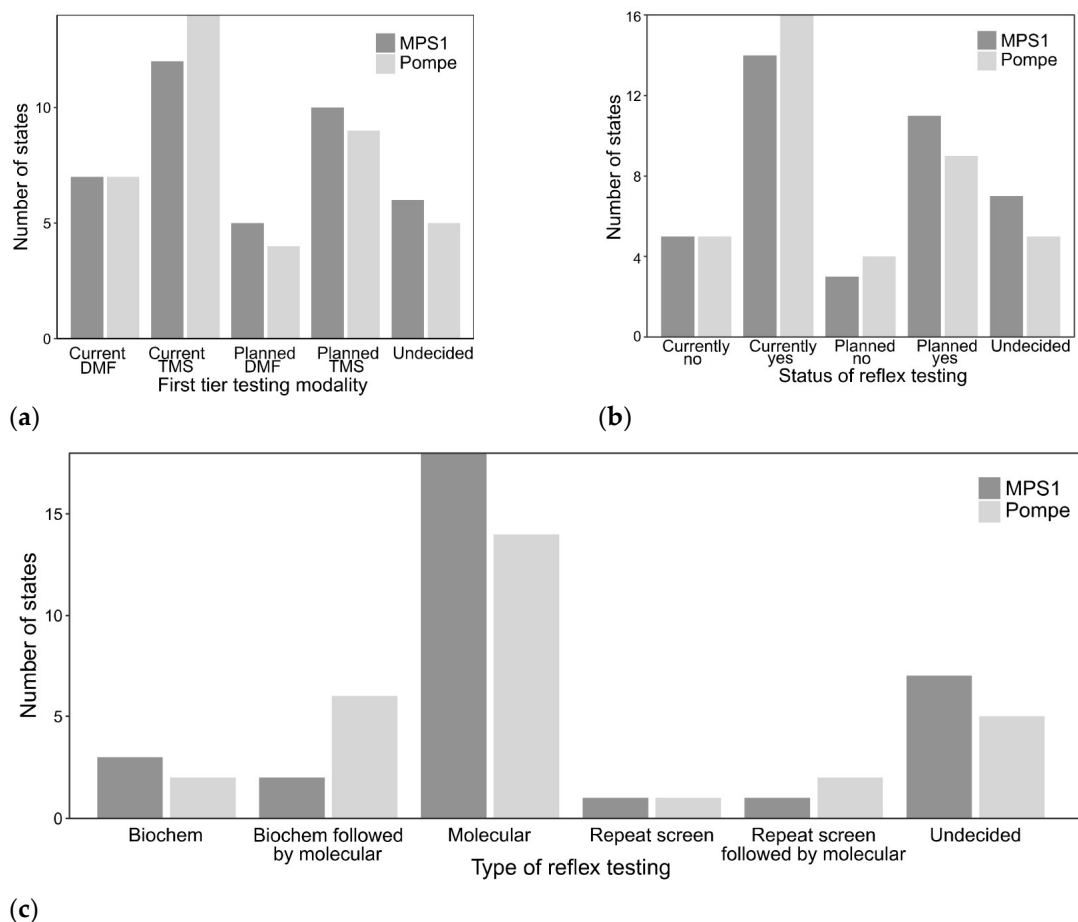 MPS1
Pompe
Number of states
10
5
0
Current
DMF
Current
TMS
Planned
DMF
Planned
TMS
Undecided
First tier testing modality
(a)
MPS1
Pompe
Number of states
16
12
8
4
0
Currently
no
Currently
yes
Planned
no
Planned
yes
Undecided
Status of reflex testing
(b)
MPS1
Pompe
Number of states
15
10
5
0
Biochem
Biochem followed
by molecular
Molecular
Repeat screen
Repeat screen
followed by molecular
Undecided
Type of reflex testing
(c)